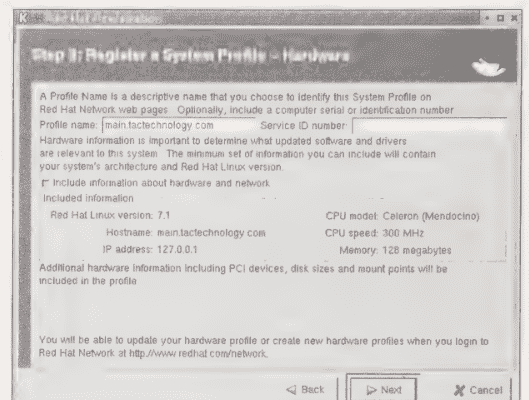 Red Hat Registration
Step 3: Register a System Profile - Hardware
A Profile Name is a descriptive name that you choose to identify this System Profile on
Red Hat Network web pages Optionally, include a computer serial or identification number
Profile name: main.tactechnology com Service ID number:
Hardware information is important to determine what updated software and drivers
are relevant to this system The minimum set of information you can include will contain
your system's architecture and Red Hat Linux version.
Include information about hardware and network
Included information
Red Hat Linux version: 7.1 CPU model: Celeron (Mendocino)
Hostname: main.tactechnology com CPU speed: 300 MHz
IP address: 127.0.0.1 Memory: 128 megabytes
Additional hardware information including PCI devices, disk sizes and mount points will be
included in the profile
You will be able to update your hardware profile or create new hardware profiles when you login to
Red Hat Network at http://www.redhat com/network.
Back Next Cancel